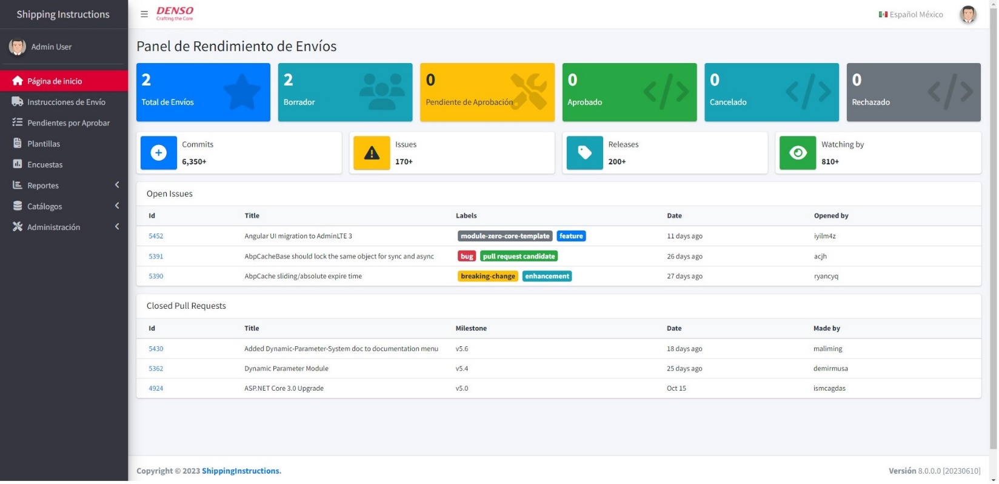 Shipping Instructions
DENSO
Crafting the Core
Español México
Admin User
Página de inicio
Instrucciones de Envío
Pendientes por Aprobar
Plantillas
Encuestas
Reportes
Catálogos
Administración
Panel de Rendimiento de Envíos
2
Total de Envíos
2
Borrador
0
Pendiente de Aprobación
0
Aprobado
0
Cancelado
0
Rechazado
Commits
6,350+
Issues
170+
Releases
200+
Watching by
810+
Open Issues
Id Title Labels Date Opened by
5452 Angular UI migration to AdminLTE 3 module-zero-core-template feature 11 days ago iyilm4z
5391 AbpCacheBase should lock the same object for sync and async bug pull request candidate 26 days ago acjh
5390 AbpCache sliding/absolute expire time breaking-change enhancement 27 days ago ryancyq
Closed Pull Requests
Id Title Milestone Date Made by
5430 Added Dynamic-Parameter-System doc to documentation menu v5.6 18 days ago maliming
5362 Dynamic Parameter Module v5.4 25 days ago demirmusa
4924 ASP.NET Core 3.0 Upgrade v5.0 Oct 15 ismcagdas
Copyright © 2023 ShippingInstructions.
Versión 8.0.0.0 [20230610]